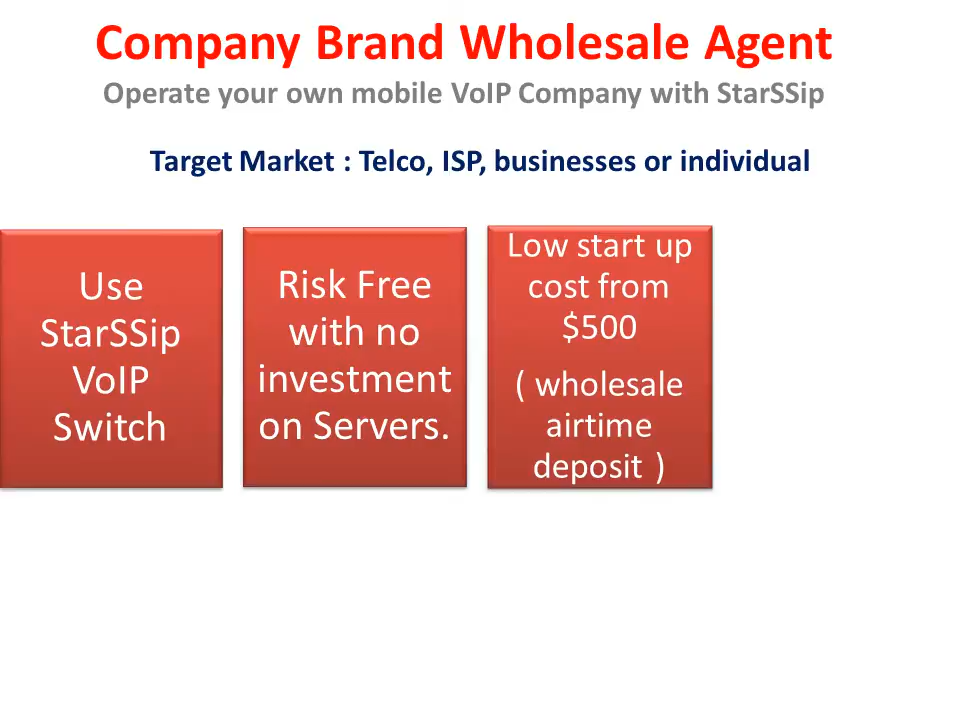 Company Brand Wholesale Agent
Operate your own mobile VoIP Company with StarSSip
Target Market : Telco, ISP, businesses or individual
Use
StarSSip
VoIP
Switch
Risk Free
with no
investment
on Servers.
Low start up
cost from
$500
( wholesale
airtime
deposit )